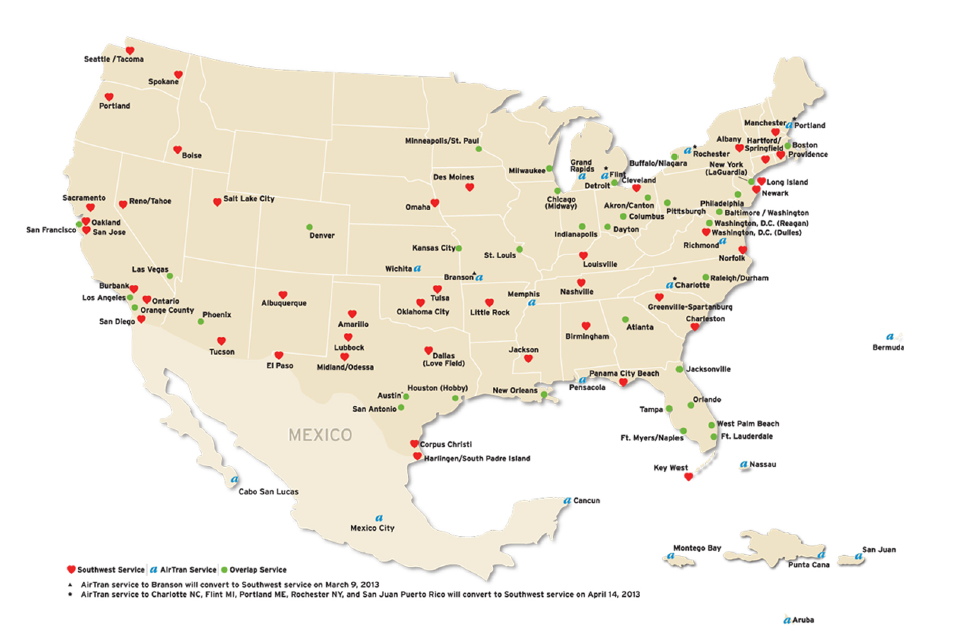 Seattle /Tacoma
Spokane
Portland
Boise
Minneapolis/St. Paul
Milwaukee
Grand
Rapids
Flint
Detroit
Cleveland
Buffalo/Niagara
Rochester
Manchester
Portland
Albany
Hartford/
Springfield
Boston
Providence
New York
(LaGuardia)
Long Island
Newark
Des Moines
Omaha
Chicago
(Midway)
Akron/Canton
Pittsburgh
Philadelphia
Columbus
Baltimore / Washington
Washington, D.C. (Reagan)
Washington, D.C. (Dulles)
Indianapolis
Dayton
Richmond
Norfolk
Sacramento
Reno/Tahoe
Salt Lake City
Oakland
San Francisco
San Jose
Denver
Kansas City
St. Louis
Louisville
Wichita
Branson
Las Vegas
Burbank
Los Angeles
Ontario
Orange County
San Diego
Phoenix
Tucson
Albuquerque
El Paso
Amarillo
Lubbock
Midland/Odessa
Tulsa
Oklahoma City
Little Rock
Memphis
Nashville
Charlotte
Raleigh/Durham
Greenville-Spartanburg
Charleston
Atlanta
Birmingham
Jackson
Dallas
(Love Field)
Houston (Hobby)
Austin
San Antonio
New Orleans
Pensacola
Panama City Beach
Jacksonville
Orlando
Tampa
West Palm Beach
Ft. Lauderdale
Ft. Myers/Naples
Key West
Nassau
Bermuda
MEXICO
Corpus Christi
Harlingen/South Padre Island
Cabo San Lucas
Mexico City
Cancun
Montego Bay
Punta Cana
San Juan
Aruba
Southwest Service a AirTran Service Overlap Service
▲ AirTran service to Branson will convert to Southwest service on March 9, 2013
★ AirTran service to Charlotte NC, Flint MI, Portland ME, Rochester NY, and San Juan Puerto Rico will convert to Southwest service on April 14, 2013